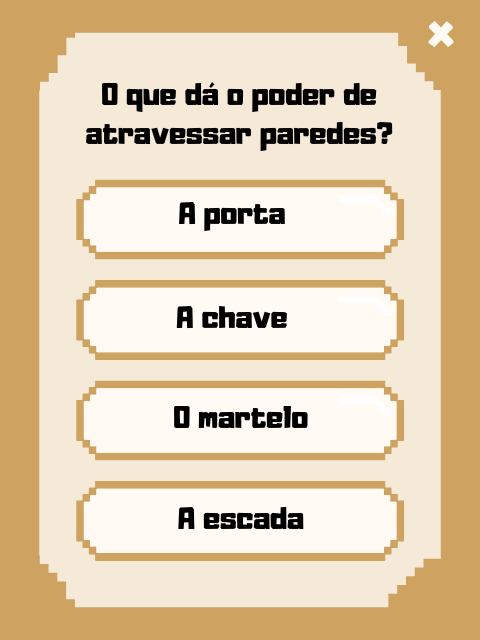 O que dá o poder de
atravessar paredes?
A porta
A chave
O martelo
A escada